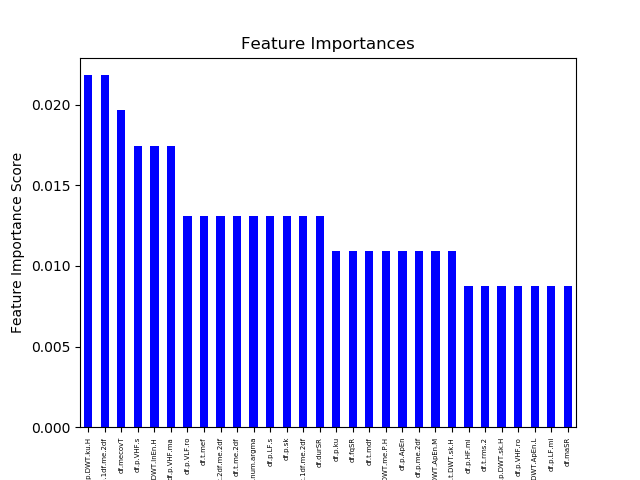 Feature Importances
Feature Importance Score
0.020
0.015
0.010
0.005
0.000
p.DWT.ku.H
.1df.me.2df
df.mecovT
df.p.VHF.s
DWT.InEn.H
df.p.VHF.ma
df.p.VLF.ro
df.t.mef
:.2df.me.2df
df.t.me.2df
.num.argma
df.p.LF.s
df.p.sk
:.1df.me.2df
df.durSR
df.p.ku
df.fqSR
df.t.mdf
DWT.me.P.H
df.p.ApEn
df.p.me.2df
DWT.ApEn.M
.t.DWT.sk.H
df.p.HF.mi
df.t.rms.2
.p.DWT.sk.H
df.p.VHF.ro
DWT.ApEn.L
df.p.LF.mi
df.maSR